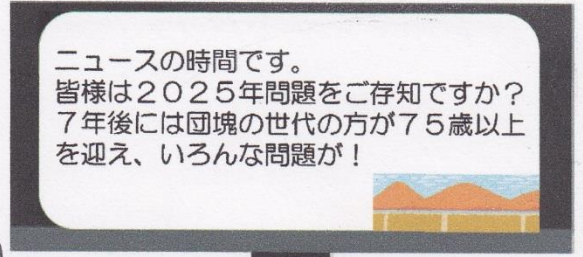 ニュースの時間です。
皆様は２０２５年問題をご存知ですか？
７年後には団塊の世代の方が７５歳以上
を迎え、いろんな問題が！